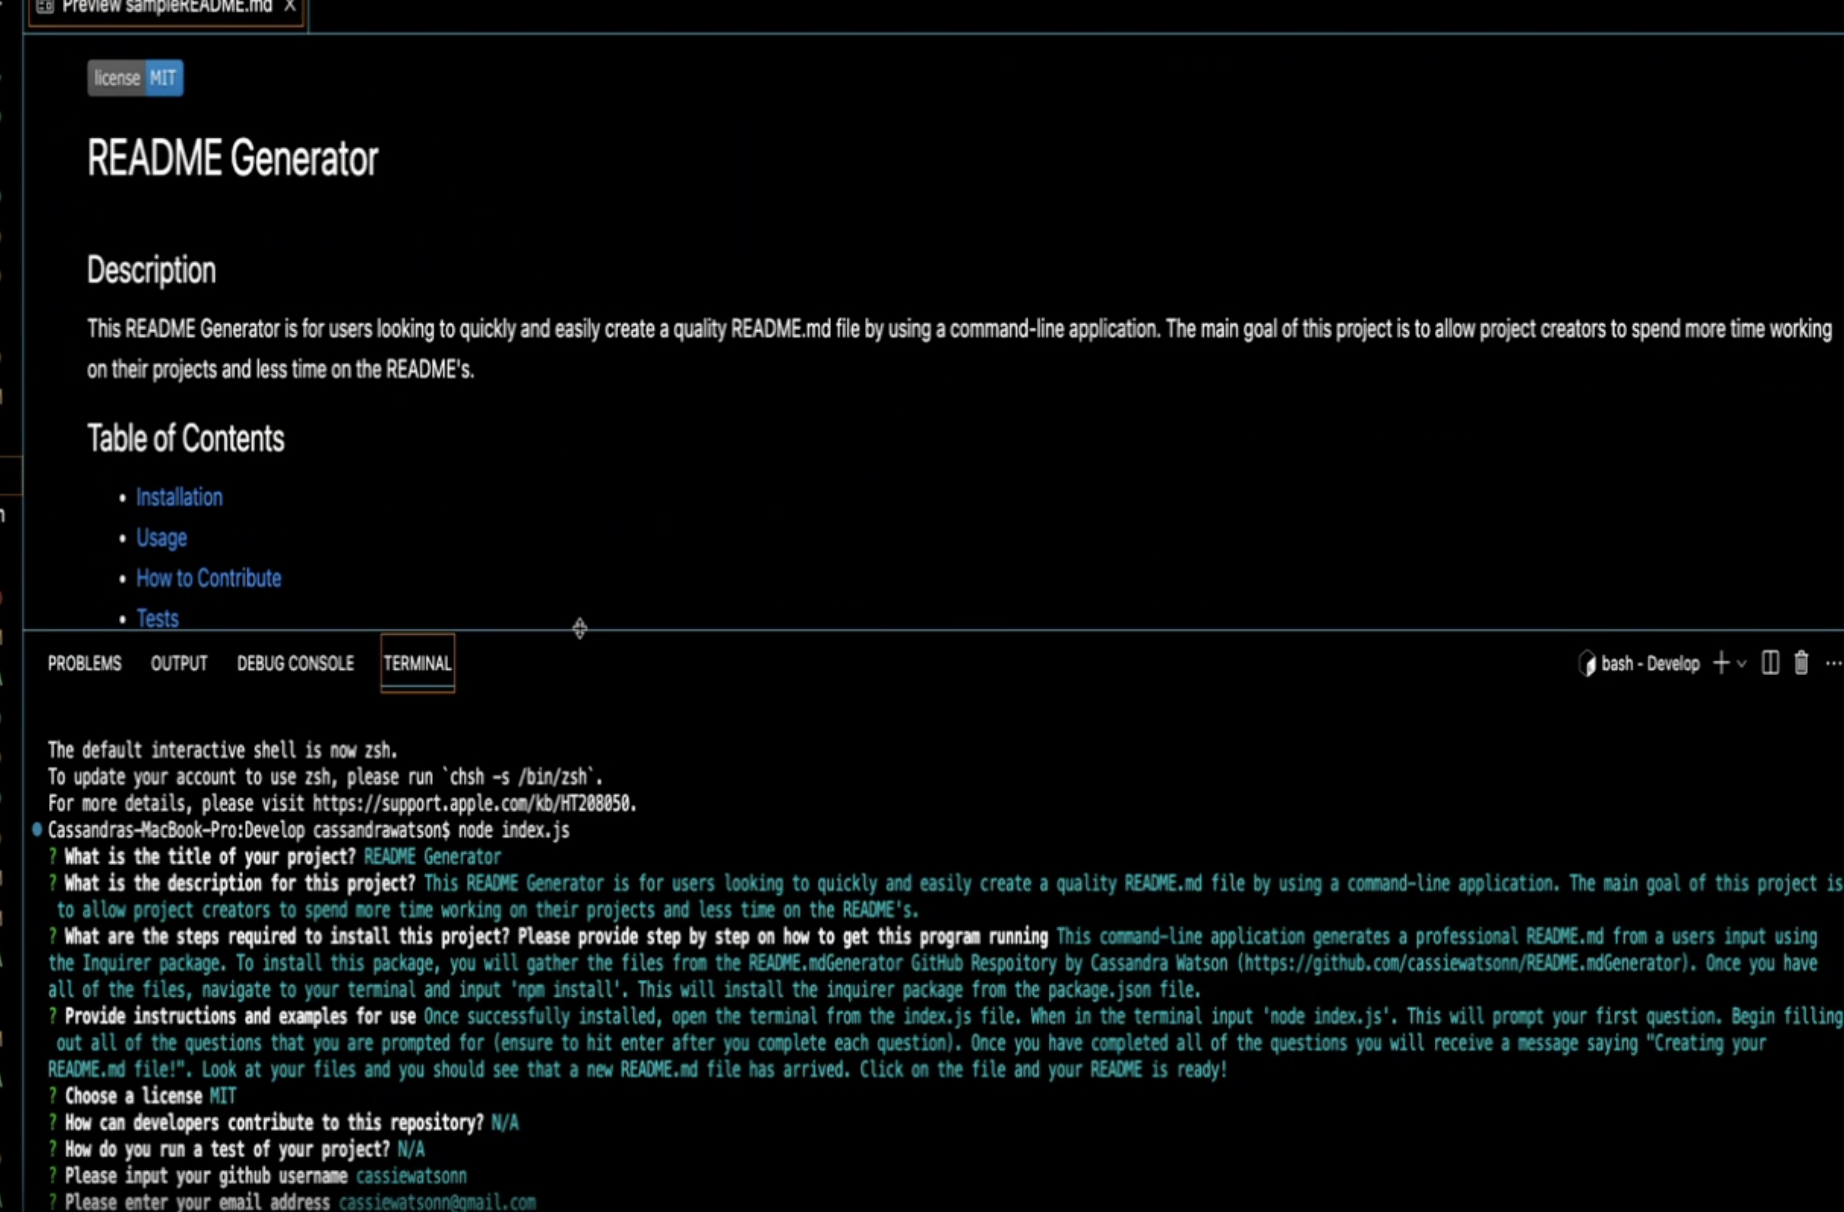 Preview sampleREADME.md X
license MIT
README Generator
Description
This README Generator is for users looking to quickly and easily create a quality README.md file by using a command-line application. The main goal of this project is to allow project creators to spend more time working
on their projects and less time on the README's.
Table of Contents
• Installation
• Usage
• How to Contribute
• Tests
PROBLEMS OUTPUT DEBUG CONSOLE TERMINAL bash - Develop
The default interactive shell is now zsh.
To update your account to use zsh, please run `chsh -s /bin/zsh`.
For more details, please visit https://support.apple.com/kb/HT208050.
Cassandras-MacBook-Pro:Develop cassandrawatson$ node index.js
? What is the title of your project? README Generator
? What is the description for this project? This README Generator is for users looking to quickly and easily create a quality README.md file by using a command-line application. The main goal of this project is
to allow project creators to spend more time working on their projects and less time on the README's.
? What are the steps required to install this project? Please provide step by step on how to get this program running This command-line application generates a professional README.md from a users input using
the Inquirer package. To install this package, you will gather the files from the README.mdGenerator GitHub Respoitory by Cassandra Watson (https://github.com/cassiewatsonn/README.mdGenerator). Once you have
all of the files, navigate to your terminal and input 'npm install'. This will install the inquirer package from the package.json file.
? Provide instructions and examples for use Once successfully installed, open the terminal from the index.js file. When in the terminal input 'node index.js'. This will prompt your first question. Begin filling
out all of the questions that you are prompted for (ensure to hit enter after you complete each question). Once you have completed all of the questions you will receive a message saying "Creating your
README.md file!". Look at your files and you should see that a new README.md file has arrived. Click on the file and your README is ready!
? Choose a license MIT
? How can developers contribute to this repository? N/A
? How do you run a test of your project? N/A
? Please input your github username cassiewatsonn
? Please enter your email address cassiewatsonn@gmail.com